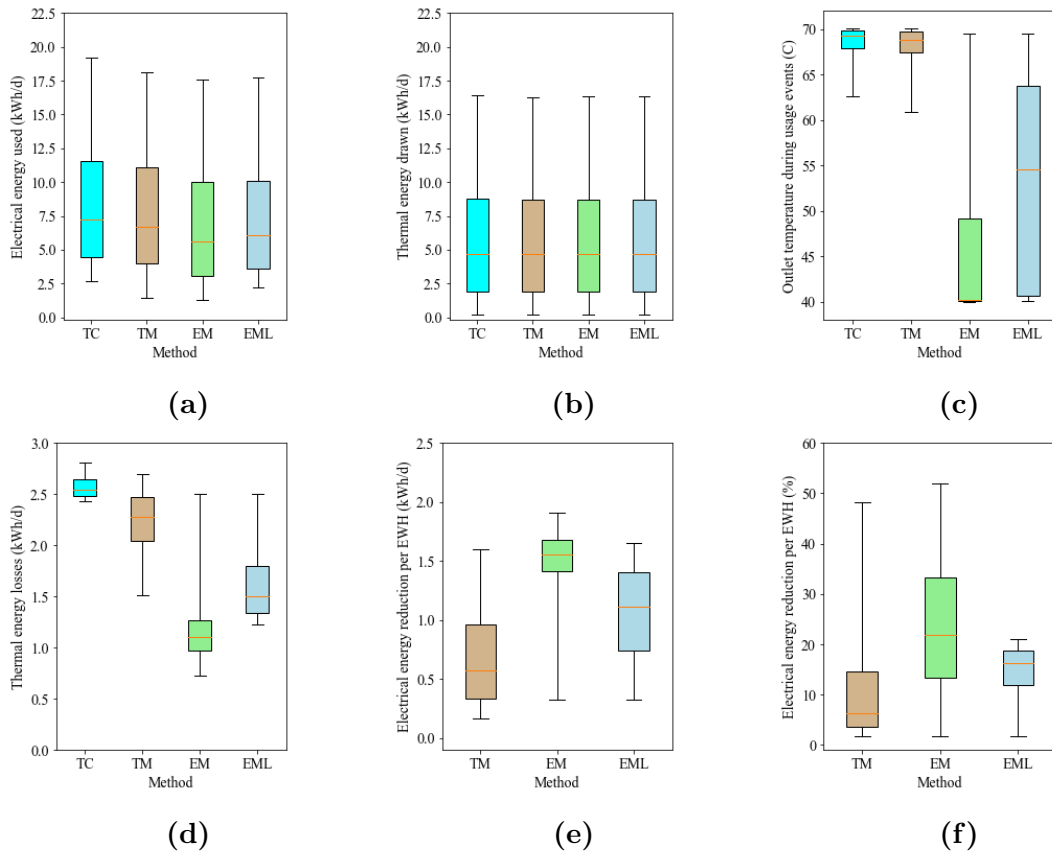 Electrical energy used (kWh/d)
22.5
20.0
17.5
15.0
12.5
10.0
7.5
5.0
2.5
0.0
TC TM EM EML
Method
(a)
Thermal energy drawn (kWh/d)
22.5
20.0
17.5
15.0
12.5
10.0
7.5
5.0
2.5
0.0
TC TM EM EML
Method
(b)
Outlet temperature during usage events (C)
70
65
60
55
50
45
40
TC TM EM EML
Method
(c)
Thermal energy losses (kWh/d)
3.0
2.5
2.0
1.5
1.0
0.5
0.0
TC TM EM EML
Method
(d)
Electrical energy reduction per EWH (kWh/d)
2.5
2.0
1.5
1.0
0.5
0.0
TM EM EML
Method
(e)
Electrical energy reduction per EWH (%)
60
50
40
30
20
10
0
TM EM EML
Method
(f)